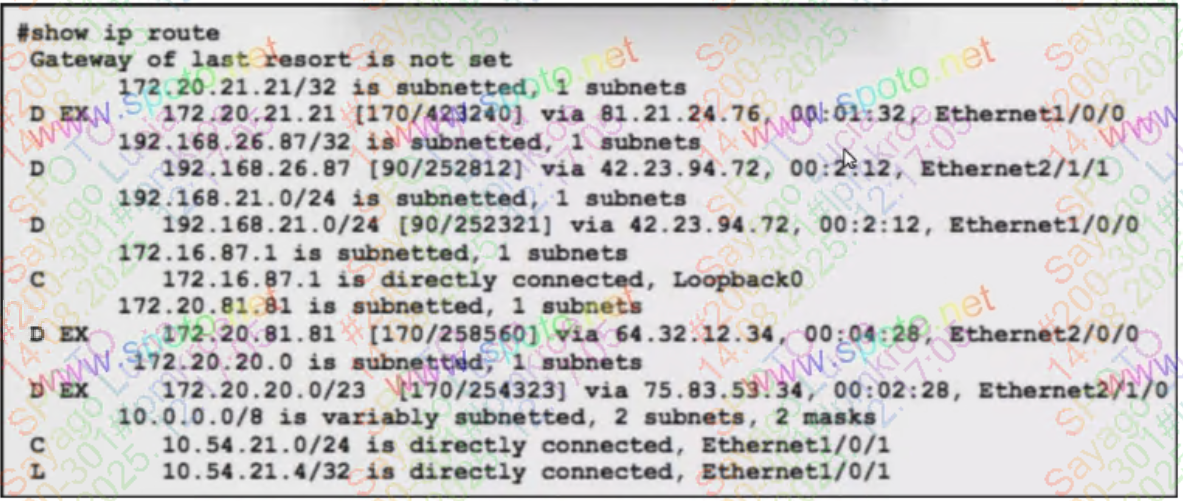 #show ip route
Gateway of last resort is not set
172.20.21.21/32 is subnetted, 1 subnets
D EX 172.20.21.21 [170/423240] via 81.21.24.76, 00:01:32, Ethernet1/0/0
192.168.26.87/32 is subnetted, 1 subnets
D 192.168.26.87 [90/252812] via 42.23.94.72, 00:2:12, Ethernet2/1/1
192.168.21.0/24 is subnetted, 1 subnets
D 192.168.21.0/24 [90/252321] via 42.23.94.72, 00:2:12, Ethernet1/0/0
172.16.87.1 is subnetted, 1 subnets
C 172.16.87.1 is directly connected, Loopback0
172.20.81.81 is subnetted, 1 subnets
D EX 172.20.81.81 [170/258560] via 64.32.12.34, 00:04:28, Ethernet2/0/0
172.20.20.0 is subnetted, 1 subnets
D EX 172.20.20.0/23 [170/254323] via 75.83.53.34, 00:02:28, Ethernet2/1/0
10.0.0.0/8 is variably subnetted, 2 subnets, 2 masks
C 10.54.21.0/24 is directly connected, Ethernet1/0/1
L 10.54.21.4/32 is directly connected, Ethernet1/0/1
www.spoto.net